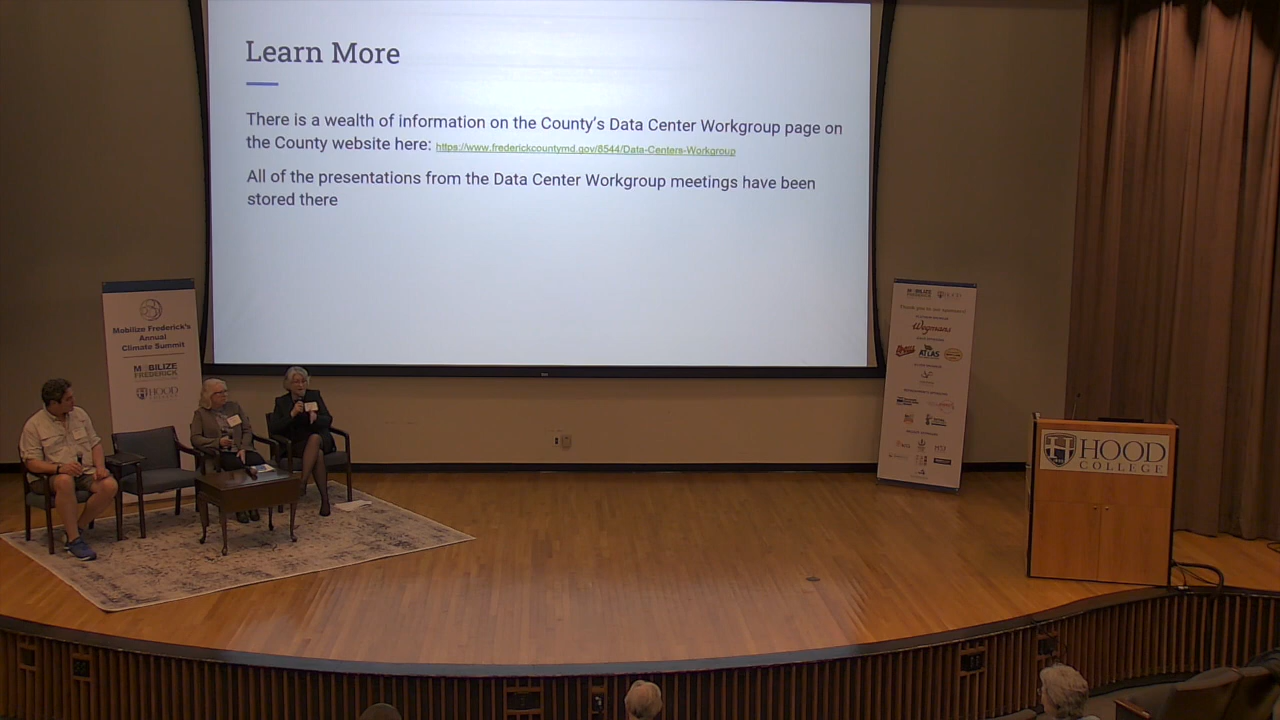 Learn More
There is a wealth of information on the County's Data Center Workgroup page on
the County website here: https://www.frederickcountymd.gov/8544/Data-Centers-Workgroup
All of the presentations from the Data Center Workgroup meetings have been
stored there
Mobilize Frederick's
Annual
Climate Summit
MOBILIZE
FREDERICK
HOOD
MOBILIZE HOOD
Wegmans
ATLAS
HOOD
COLLEGE